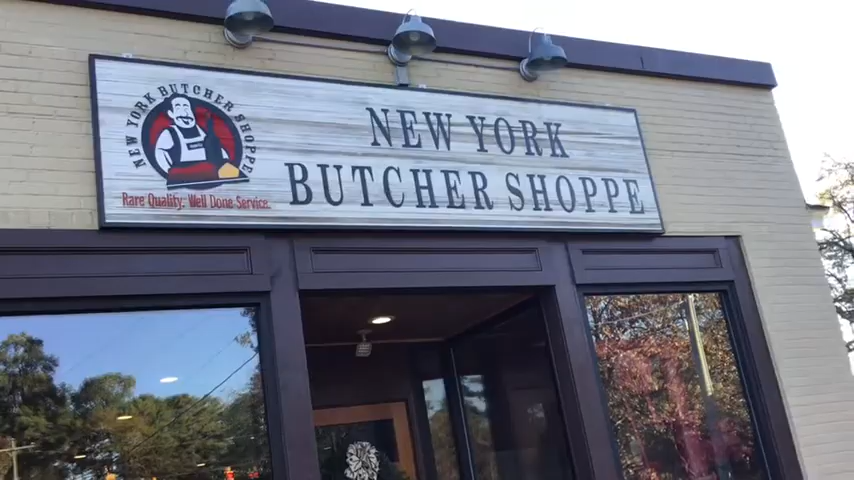 NEW YORK BUTCHER SHOPPE
Rare Quality. Well Done Service.
NEW YORK
BUTCHER SHOPPE